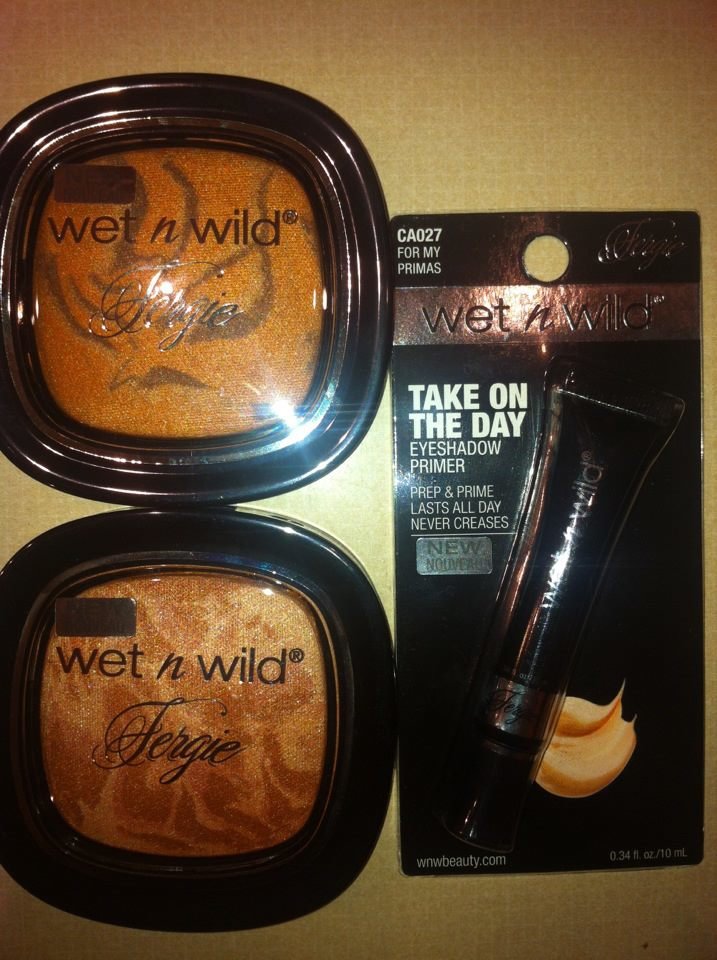 wet n wild®
Fergie
wet n wild®
Fergie
CA027
FOR MY
PRIMAS
Fergie
wet n wild®
TAKE ON
THE DAY
EYESHADOW
PRIMER
PREP & PRIME
LASTS ALL DAY
NEVER CREASES
NEW
NOUVEAU
wet n wild®
Fergie
wnwbeauty.com
0.34 fl. oz./10 mL